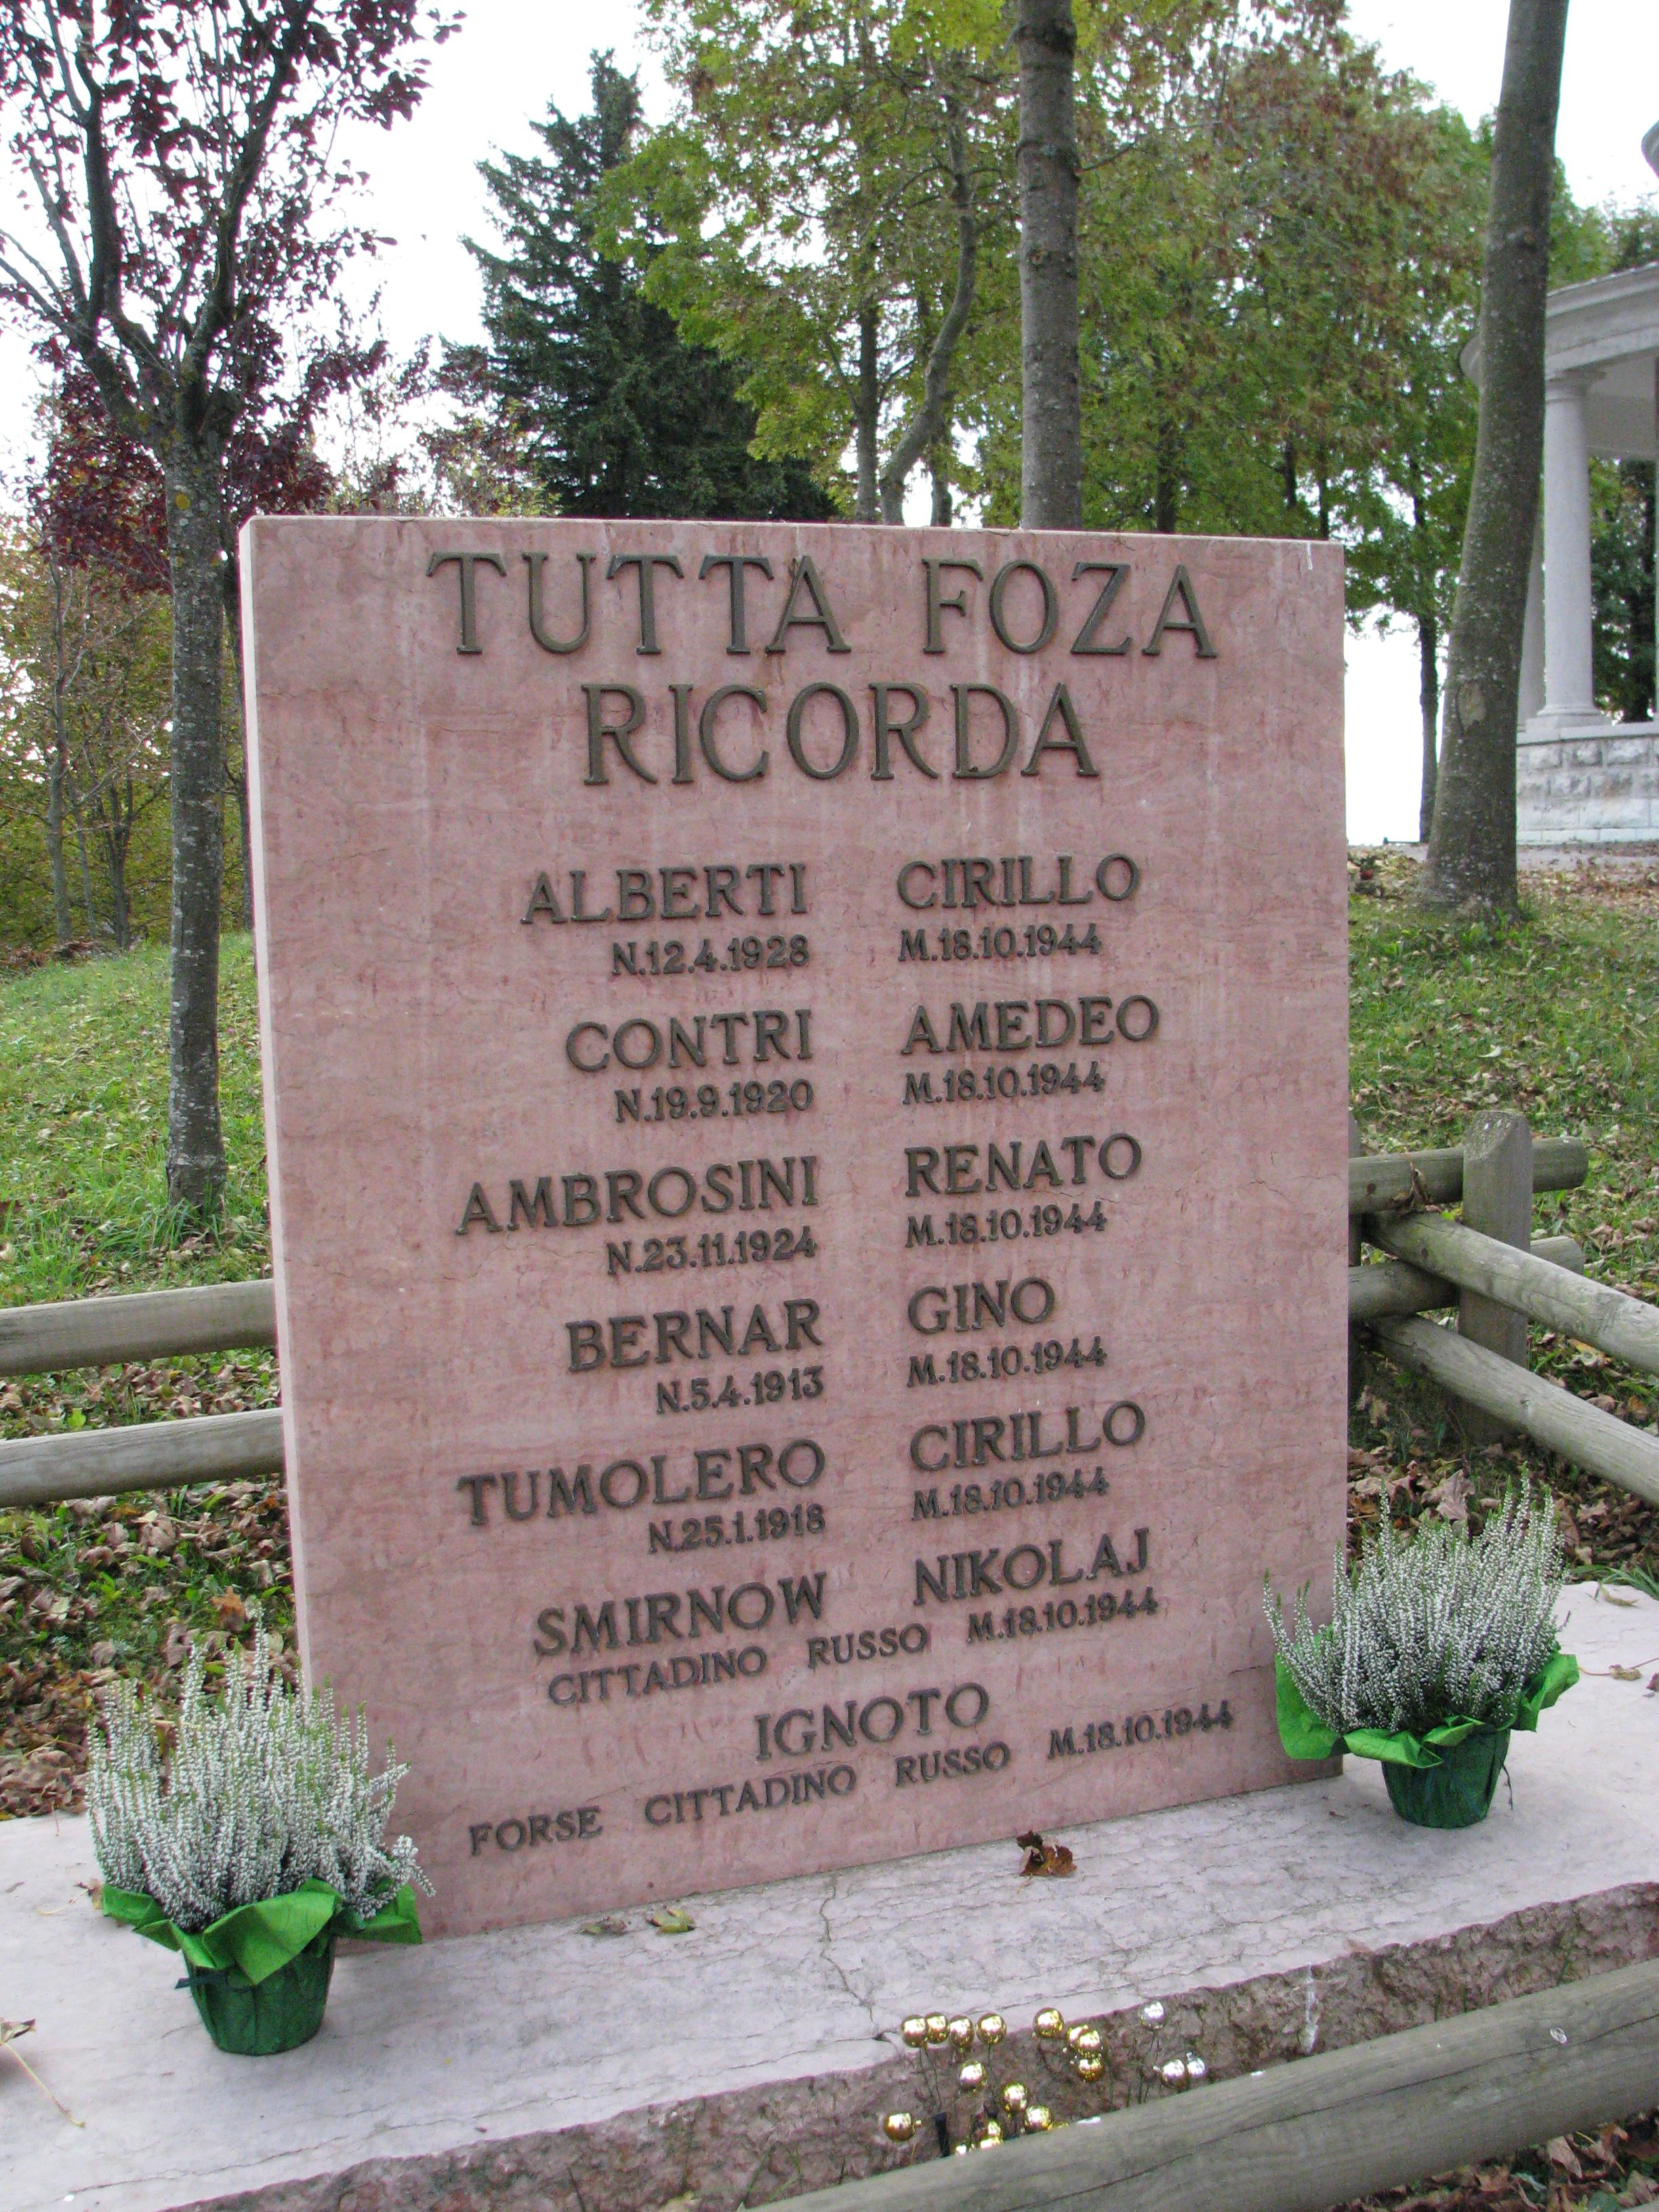 TUTTA FOZA
RICORDA
ALBERTI CIRILLO
N.12.4.1928 M.18.10.1944
CONTRI AMEDEO
N.19.9.1920 M.18.10.1944
AMBROSINI RENATO
N.23.11.1924 M.18.10.1944
BERNAR GINO
N.5.4.1913 M.18.10.1944
TUMOLERO CIRILLO
N.25.1.1918 M.18.10.1944
SMIRNOW NIKOLAJ
CITTADINO RUSSO M.18.10.1944
IGNOTO
FORSE CITTADINO RUSSO M.18.10.1944